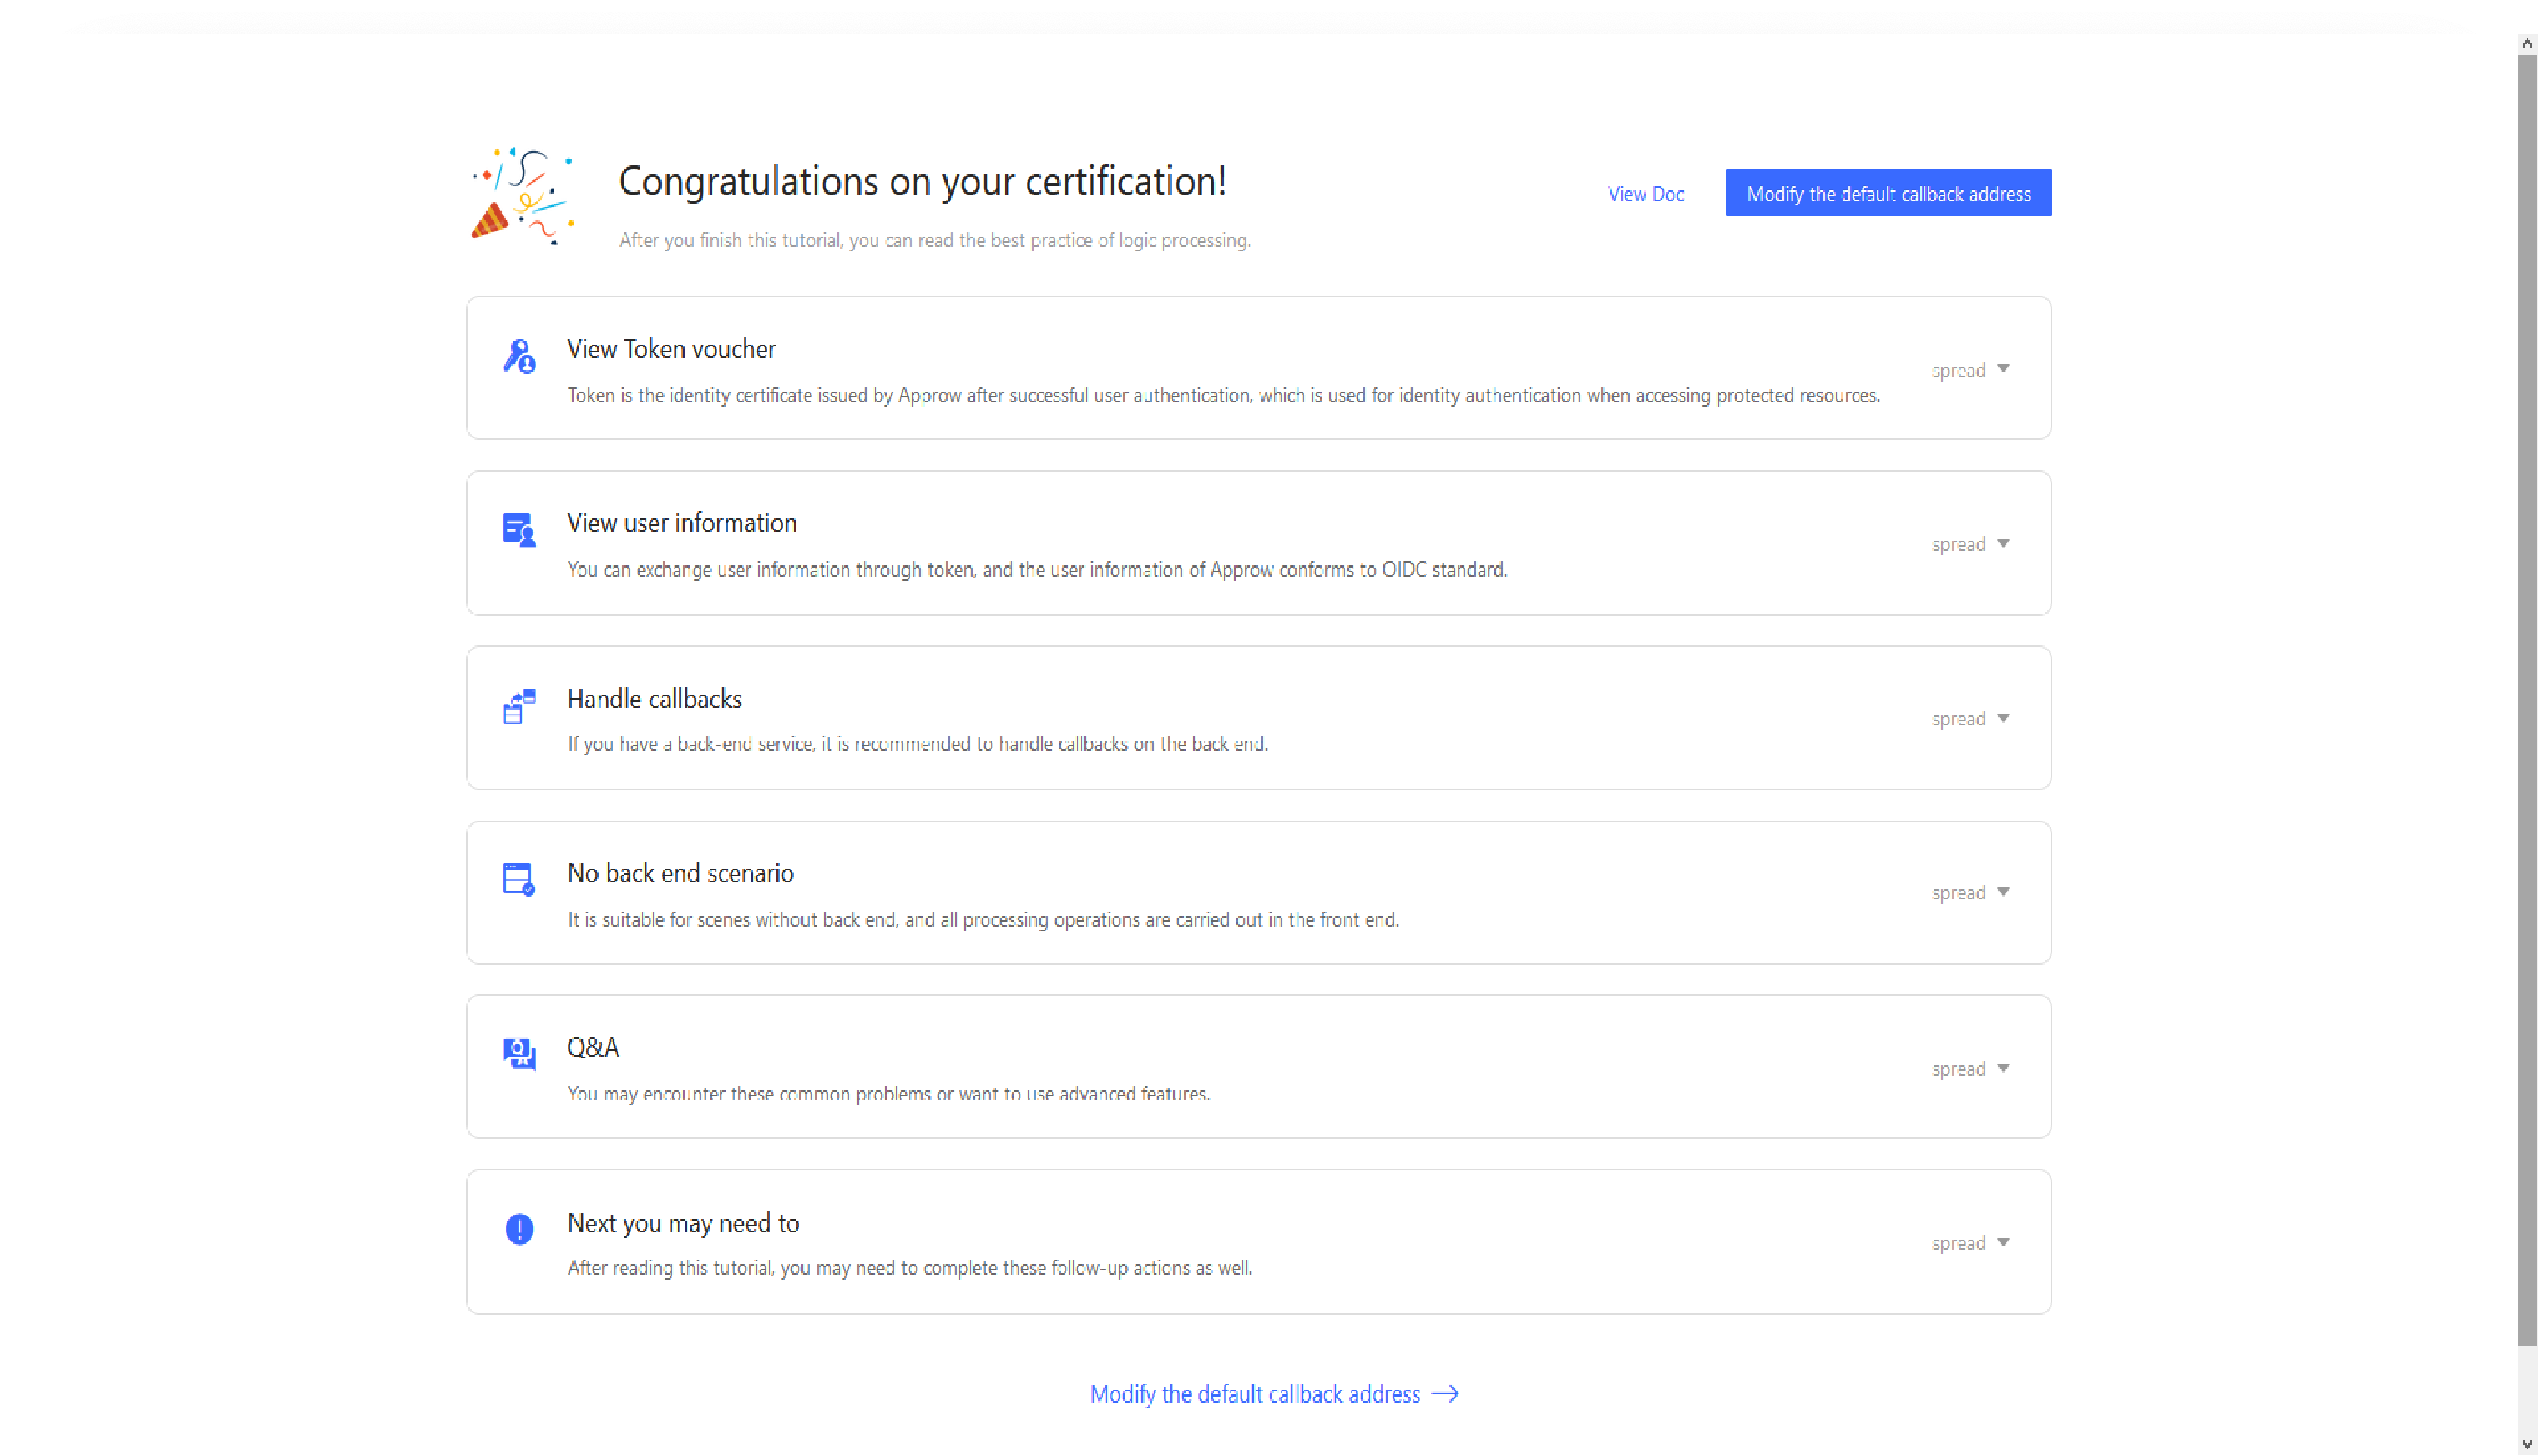 Congratulations on your certification!
View Doc
Modify the default callback address
After you finish this tutorial, you can read the best practice of logic processing.
View Token voucher
spread
Token is the identity certificate issued by Approw after successful user authentication, which is used for identity authentication when accessing protected resources.
View user information
spread
You can exchange user information through token, and the user information of Approw conforms to OIDC standard.
Handle callbacks
spread
If you have a back-end service, it is recommended to handle callbacks on the back end.
No back end scenario
spread
It is suitable for scenes without back end, and all processing operations are carried out in the front end.
Q&A
spread
You may encounter these common problems or want to use advanced features.
Next you may need to
spread
After reading this tutorial, you may need to complete these follow-up actions as well.
Modify the default callback address